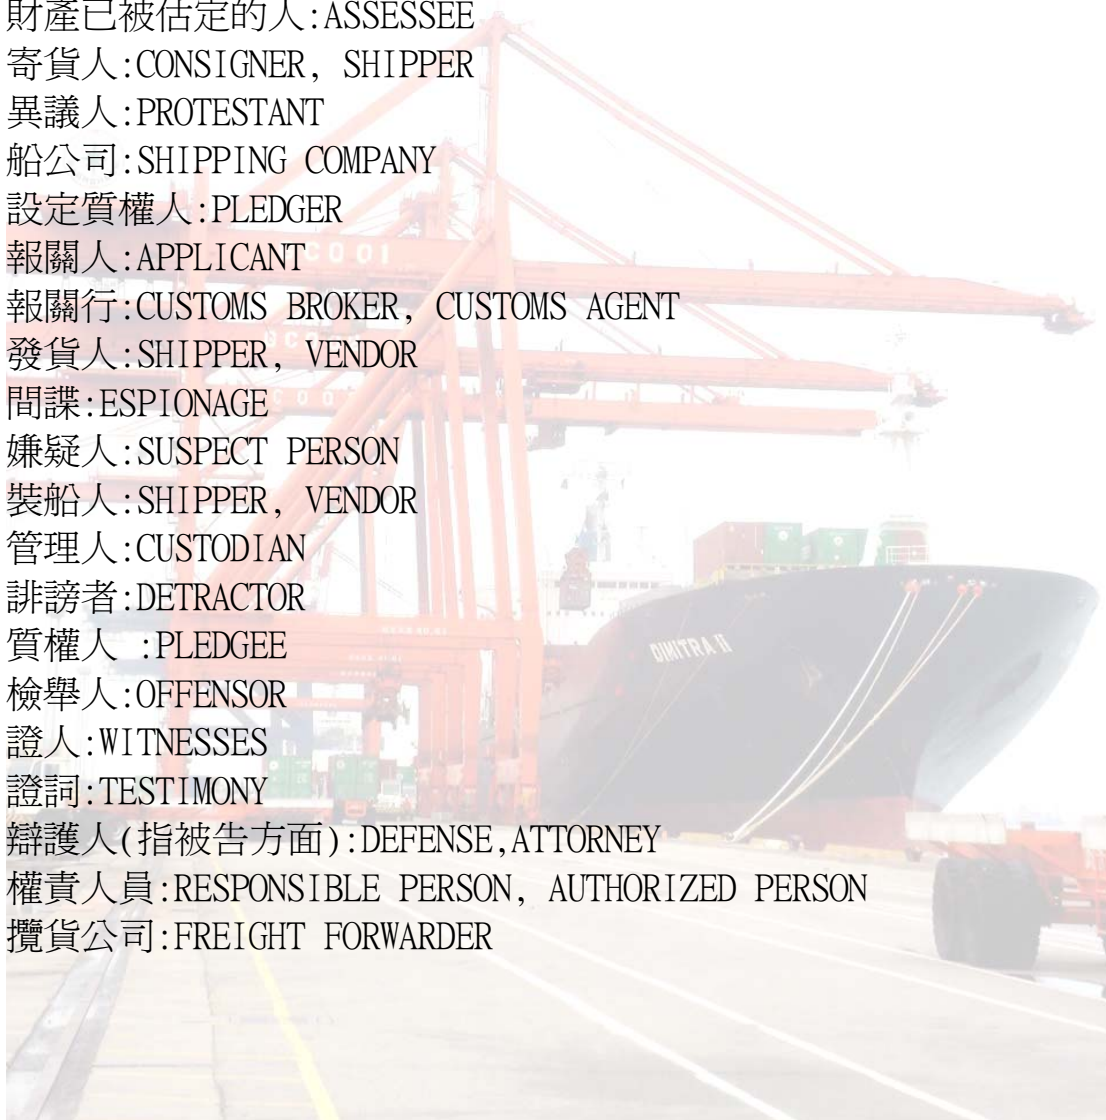 財產已被估定的人:ASSESSEE
寄貨人:CONSIGNER, SHIPPER
異議人:PROTESTANT
船公司:SHIPPING COMPANY
設定質權人:PLEDGER
報關人:APPLICANT
報關行:CUSTOMS BROKER, CUSTOMS AGENT
發貨人:SHIPPER, VENDOR
間諜:ESPIONAGE
嫌疑人:SUSPECT PERSON
裝船人:SHIPPER, VENDOR
管理人:CUSTODIAN
誹謗者:DETRACTOR
質權人 :PLEDGEE
檢舉人:OFFENSOR
證人:WITNESSES
證詞:TESTIMONY
辯護人(指被告方面):DEFENSE,ATTORNEY
權責人員:RESPONSIBLE PERSON, AUTHORIZED PERSON
攬貨公司:FREIGHT FORWARDER
DIMITRA II